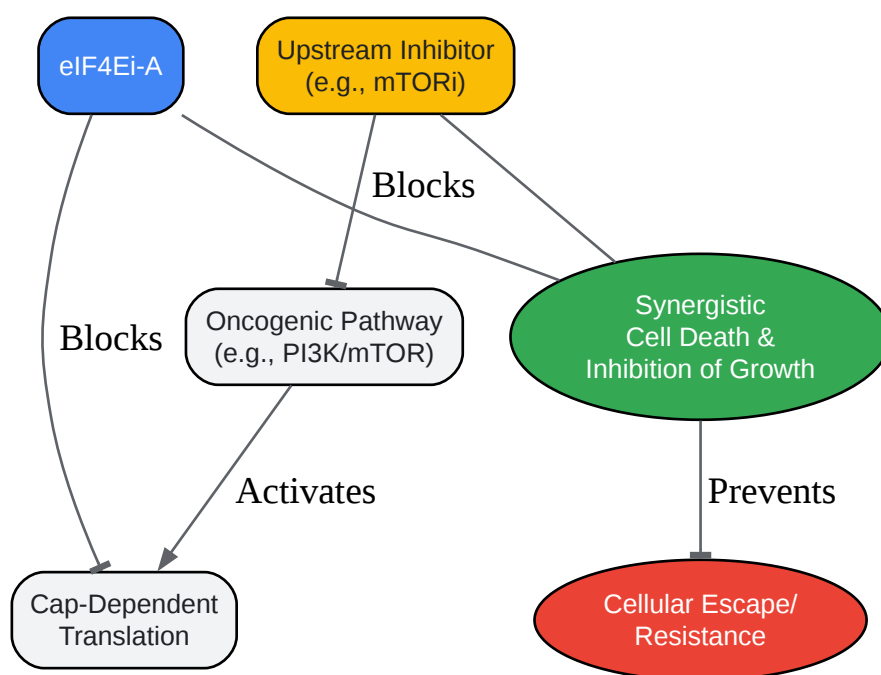 eIF4Ei-A
Upstream Inhibitor
(e.g., mTORi)
Blocks
Oncogenic Pathway
(e.g., PI3K/mTOR)
Synergistic
Cell Death &
Inhibition of Growth
Blocks
Activates
Prevents
Cap-Dependent
Translation
Cellular Escape/
Resistance